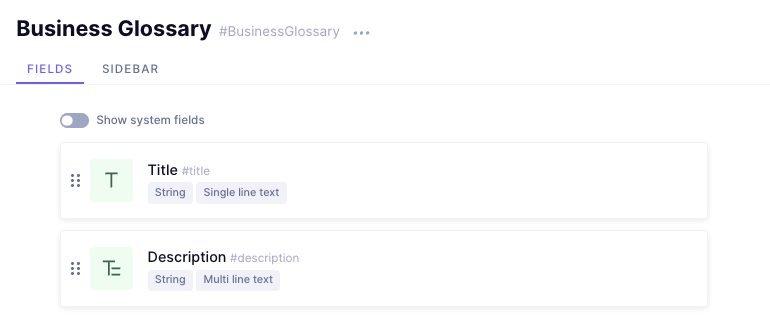 Business Glossary #BusinessGlossary
FIELDS SIDEBAR
Show system fields
T
Title #title
String Single line text
T
Description #description
String Multi line text